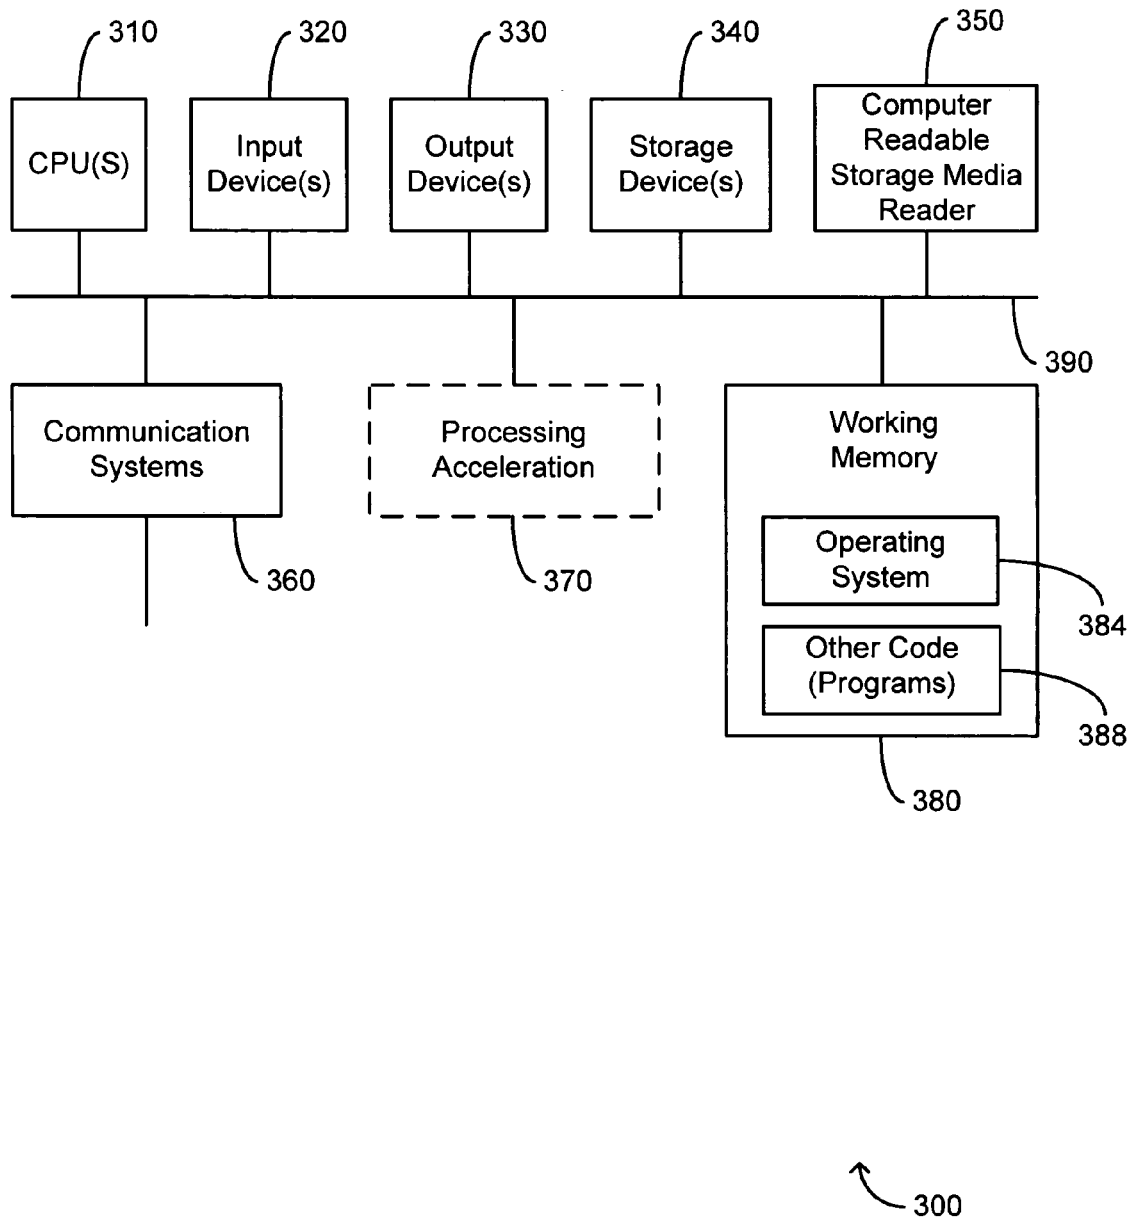 310
320
330
340
350
CPU(S)
Input
Device(s)
Output
Device(s)
Storage
Device(s)
Computer
Readable
Storage Media
Reader
390
Communication
Systems
360
Processing
Acceleration
370
Working
Memory
Operating
System
384
Other Code
(Programs)
388
380
300